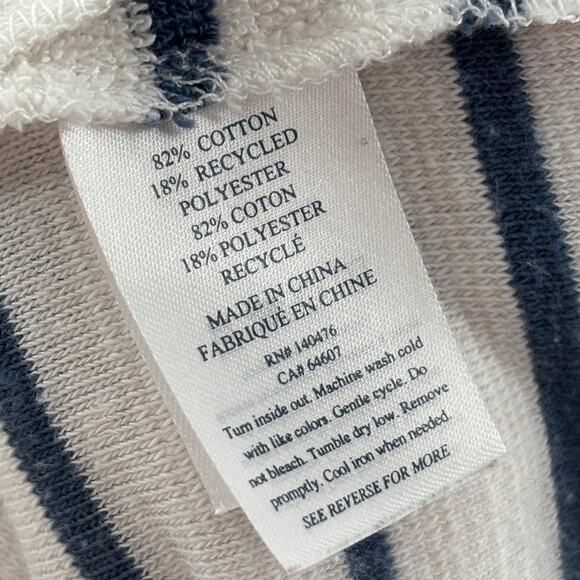 82% COTTON
18% RECYCLED
POLYESTER
82% COTON
18% POLYESTER
RECYCLÉ
MADE IN CHINA
FABRIQUÉ EN CHINE
RN# 140476
CA# 64607
Turn inside out. Machine wash cold
with like colors. Gentle cycle. Do
not bleach. Tumble dry low. Remove
promptly. Cool iron when needed.
SEE REVERSE FOR MORE